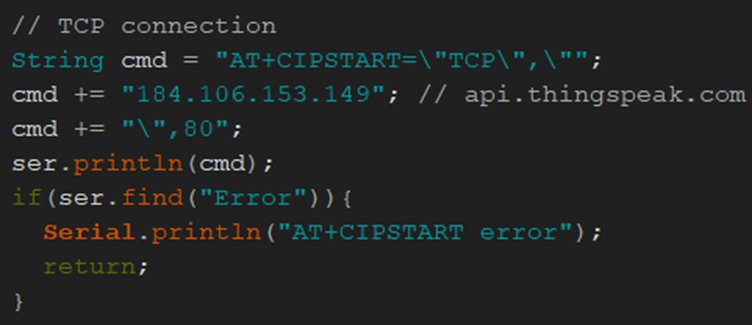 // TCP connection
String cmd = "AT+CIPSTART=\"TCP\",\"";
cmd += "184.106.153.149"; // api.thingspeak.com
cmd += "\",80";
ser.println(cmd);
if(ser.find("Error")){
  Serial.println("AT+CIPSTART error");
  return;
}